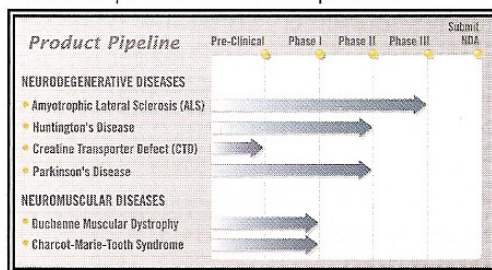 Submit
Product Pipeline Pre-Clinical Phase I Phase II Phase III NDA
NEURODEGENERATIVE DISEASES
Amyotrophic Lateral Sclerosis (ALS)
Huntington's Disease
Creatine Transporter Defect (CTD)
Parkinson's Disease
NEUROMUSCULAR DISEASES
Duchenne Muscular Dystrophy
Charcot-Marie-Tooth Syndrome